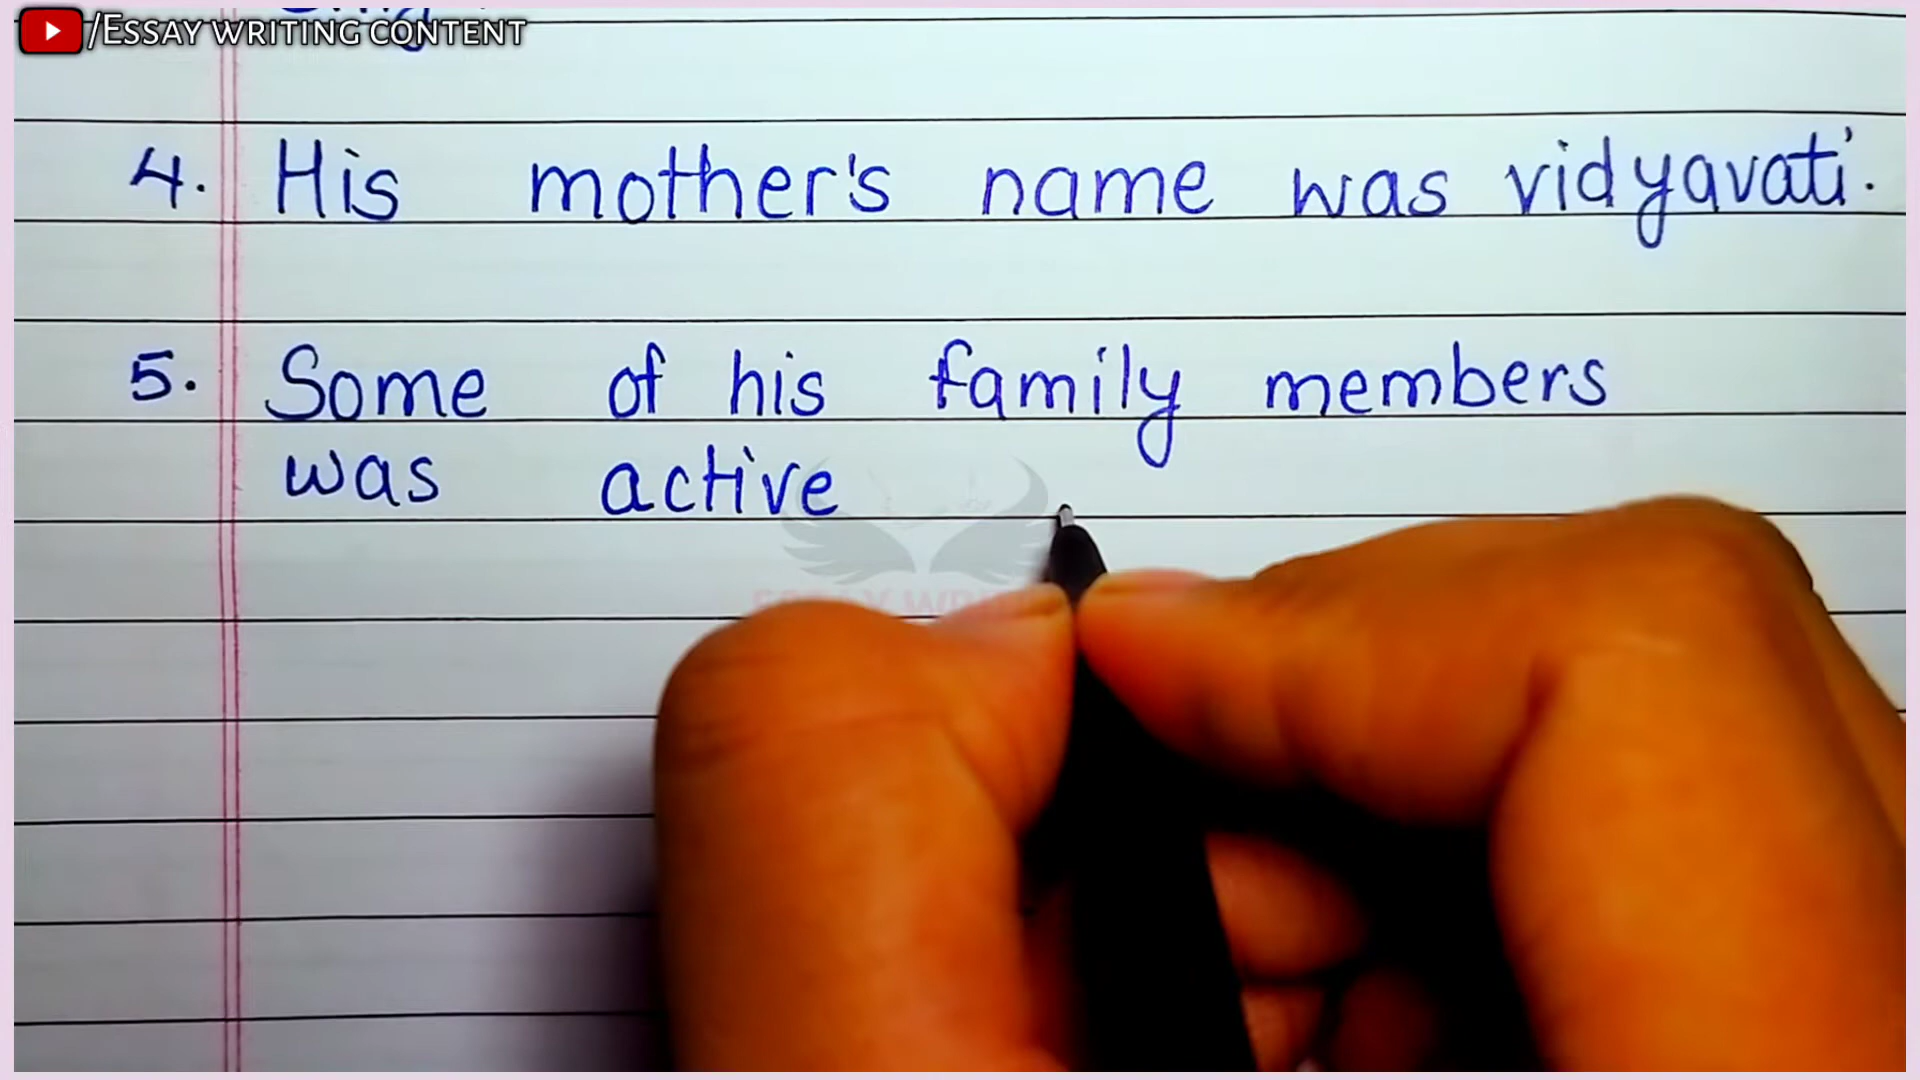 /ESSAY WRITING CONTENT
4. His mother's name was vidyavati.
5. Some of his family members
was active